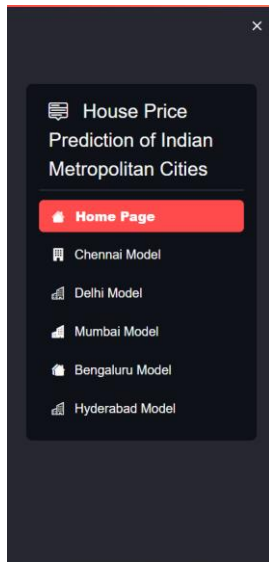 House Price
Prediction of Indian
Metropolitan Cities
Home Page
Chennai Model
Delhi Model
Mumbai Model
Bengaluru Model
Hyderabad Model